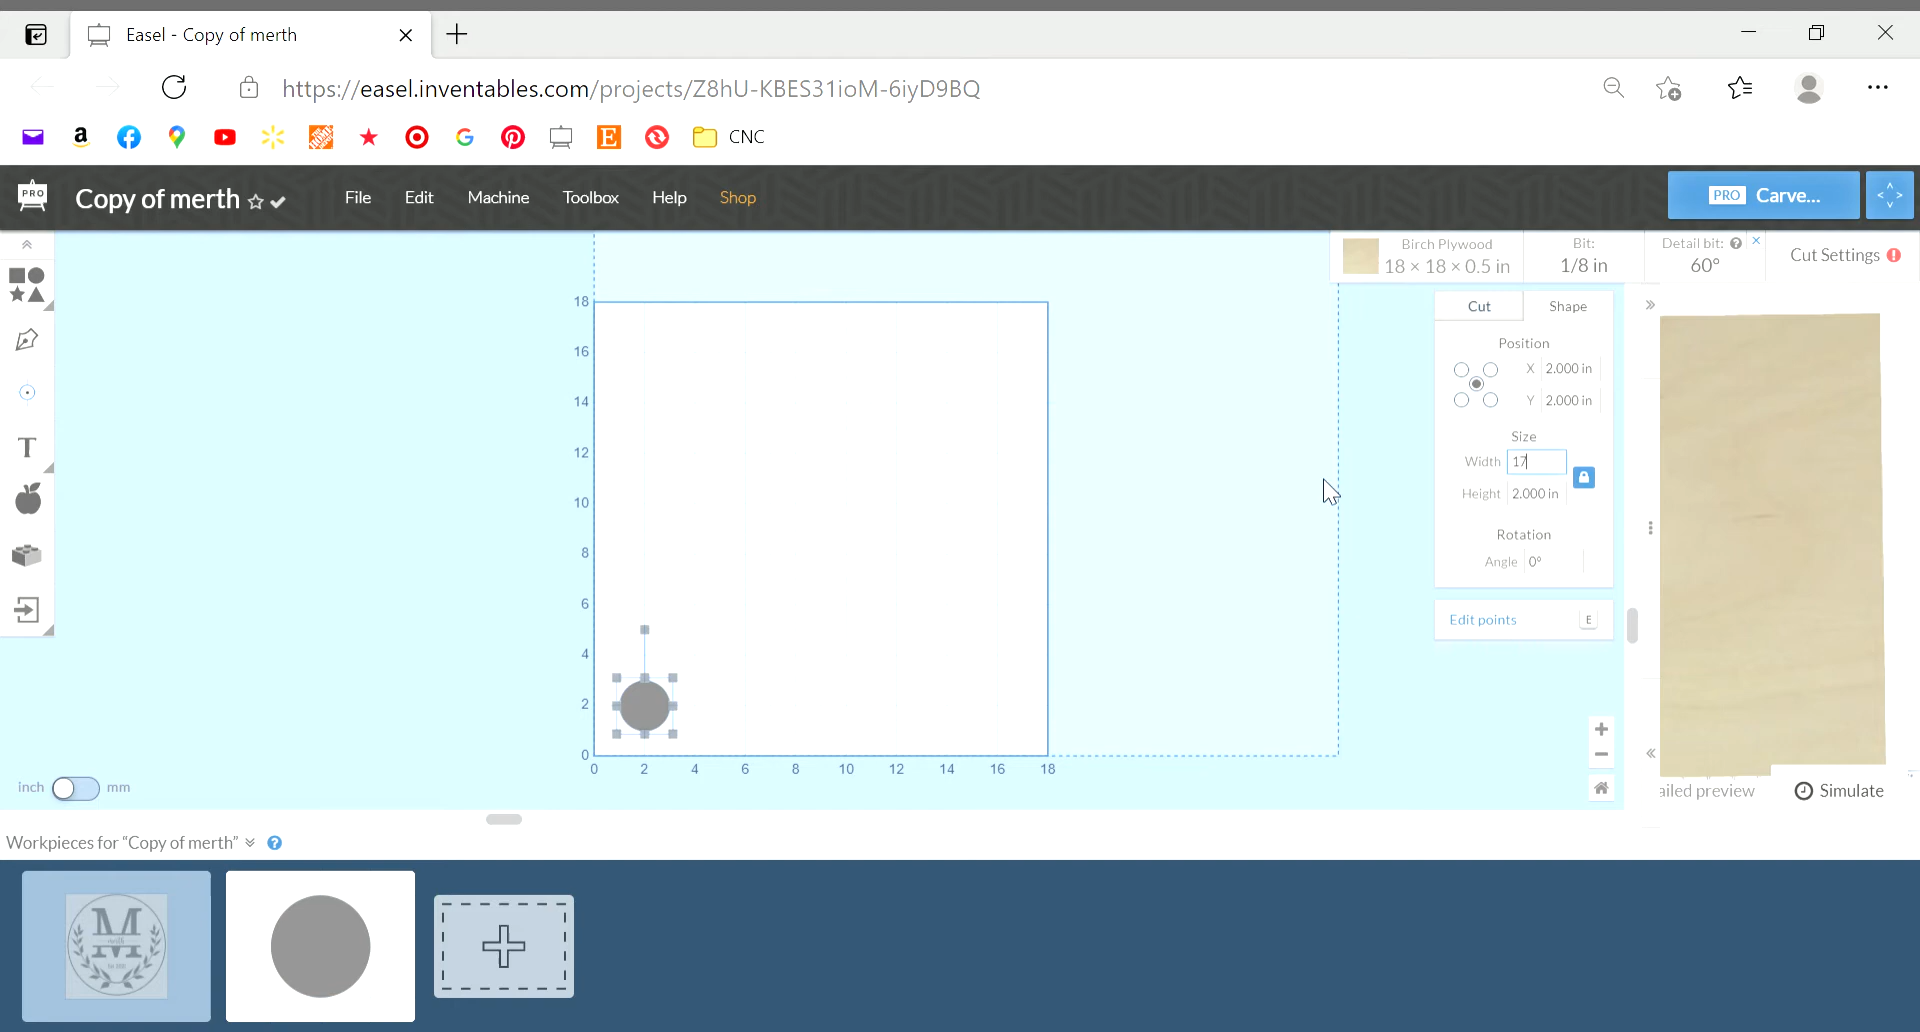 Easel - Copy of merth
https://easel.inventables.com/projects/Z8hU-KBES31ioM-6iyD9BQ
CNC
PRO
Copy of merth
File Edit Machine Toolbox Help Shop
PRO Carve...
Birch Plywood
18 × 18 × 0.5 in
Bit:
1/8 in
Detail bit:
60°
Cut Settings
Cut Shape
Position
X 2.000 in
Y 2.000 in
Size
Width 17
Height 2.000 in
Rotation
Angle 0°
Edit points E
18
16
14
12
10
8
6
4
2
0
0 2 4 6 8 10 12 14 16 18
T
inch mm
ailed preview
Simulate
Workpieces for “Copy of merth”
M